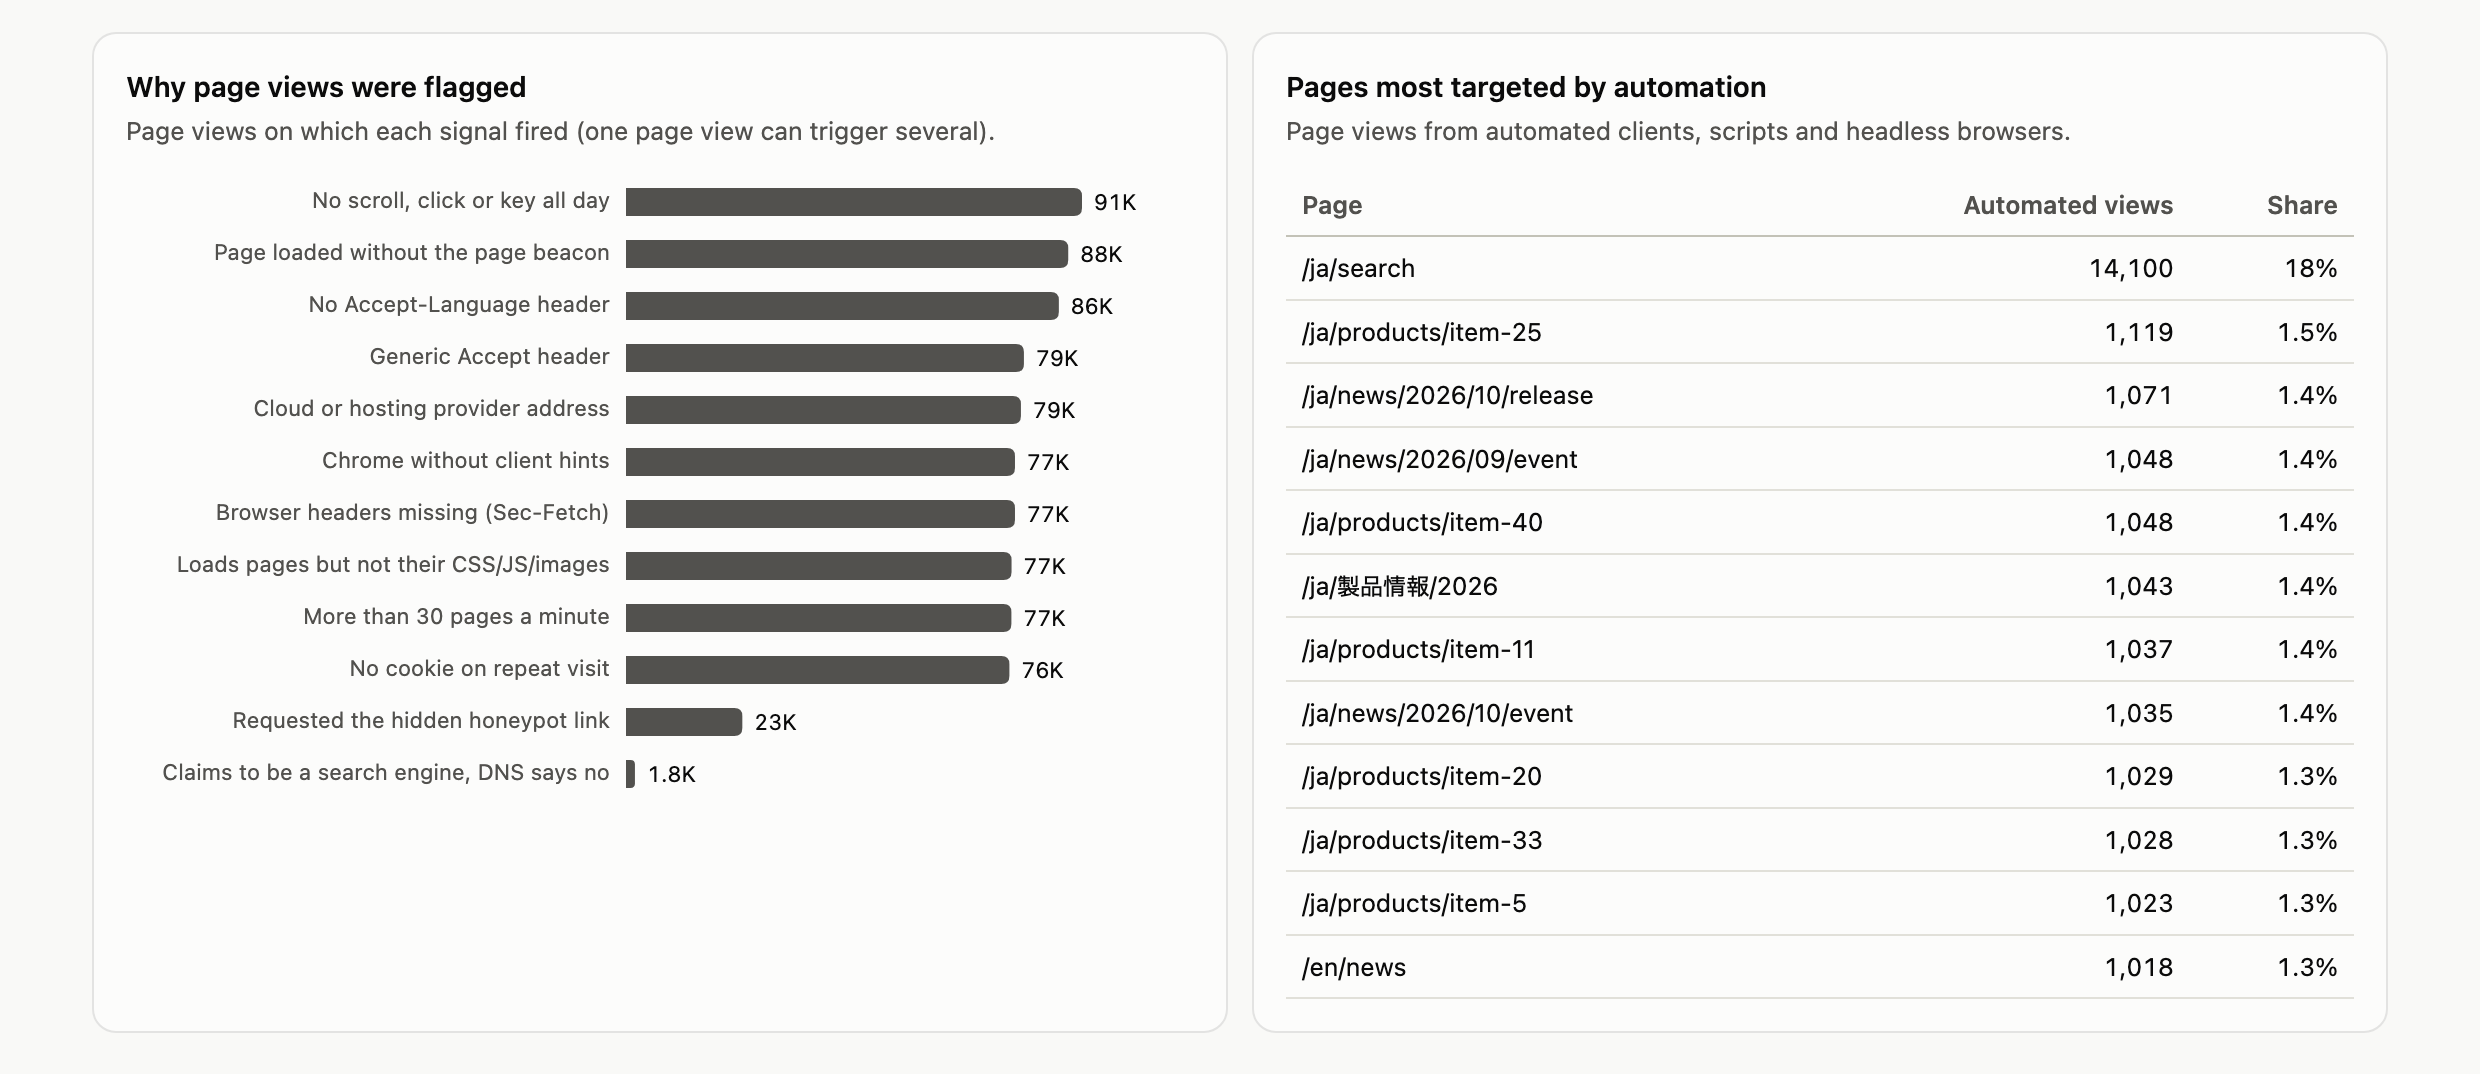 Why page views were flagged
Page views on which each signal fired (one page view can trigger several).
No scroll, click or key all day 91K
Page loaded without the page beacon 88K
No Accept-Language header 86K
Generic Accept header 79K
Cloud or hosting provider address 79K
Chrome without client hints 77K
Browser headers missing (Sec-Fetch) 77K
Loads pages but not their CSS/JS/images 77K
More than 30 pages a minute 77K
No cookie on repeat visit 76K
Requested the hidden honeypot link 23K
Claims to be a search engine, DNS says no 1.8K
Pages most targeted by automation
Page views from automated clients, scripts and headless browsers.
Page Automated views Share
/ja/search 14,100 18%
/ja/products/item-25 1,119 1.5%
/ja/news/2026/10/release 1,071 1.4%
/ja/news/2026/09/event 1,048 1.4%
/ja/products/item-40 1,048 1.4%
/ja/製品情報/2026 1,043 1.4%
/ja/products/item-11 1,037 1.4%
/ja/news/2026/10/event 1,035 1.4%
/ja/products/item-20 1,029 1.3%
/ja/products/item-33 1,028 1.3%
/ja/products/item-5 1,023 1.3%
/en/news 1,018 1.3%